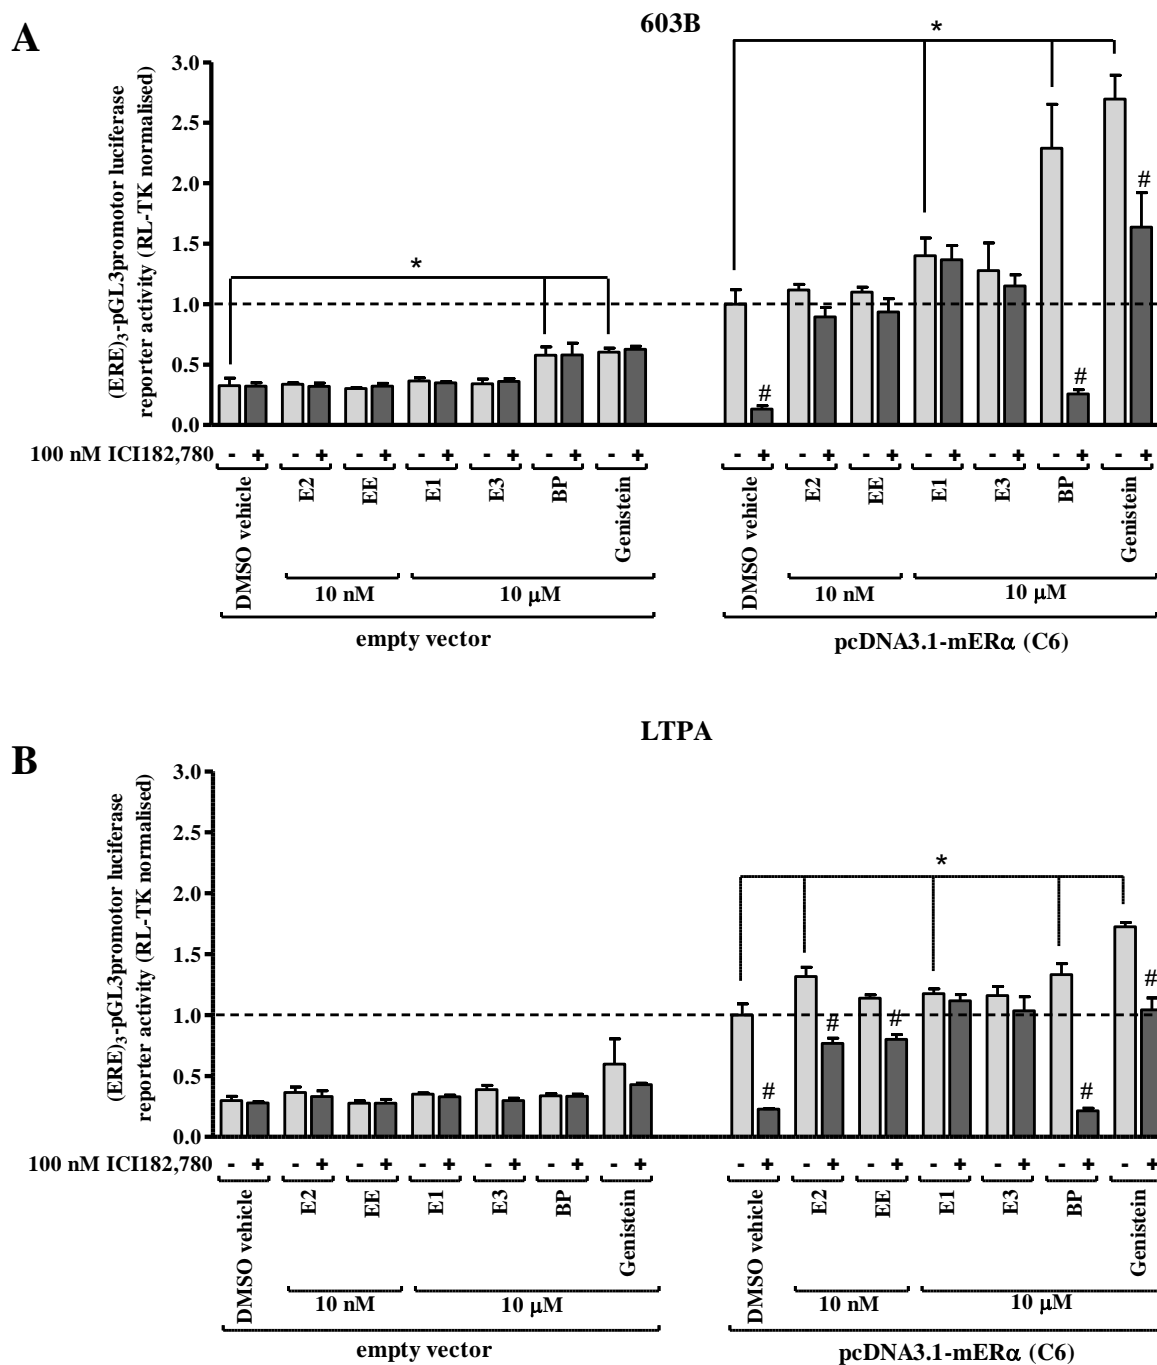 A
603B
(ERE)3-pGL3promotor luciferase
reporter activity (RL-TK normalised)
3.0
2.5
2.0
1.5
1.0
0.5
0.0
*
*
#
#
#
100 nM ICI182,780
- + - + - + - + - + - + - +
- + - + - + - + - + - + - +
DMSO vehicle
E2
EE
E1
E3
BP
Genistein
DMSO vehicle
E2
EE
E1
E3
BP
Genistein
10 nM
10 μM
10 nM
10 μM
empty vector
pcDNA3.1-mERα (C6)
B
LTPA
(ERE)3-pGL3promotor luciferase
reporter activity (RL-TK normalised)
3.0
2.5
2.0
1.5
1.0
0.5
0.0
*
#
#
#
#
#
100 nM ICI182,780
- + - + - + - + - + - + - +
- + - + - + - + - + - + - +
DMSO vehicle
E2
EE
E1
E3
BP
Genistein
DMSO vehicle
E2
EE
E1
E3
BP
Genistein
10 nM
10 μM
10 nM
10 μM
empty vector
pcDNA3.1-mERα (C6)